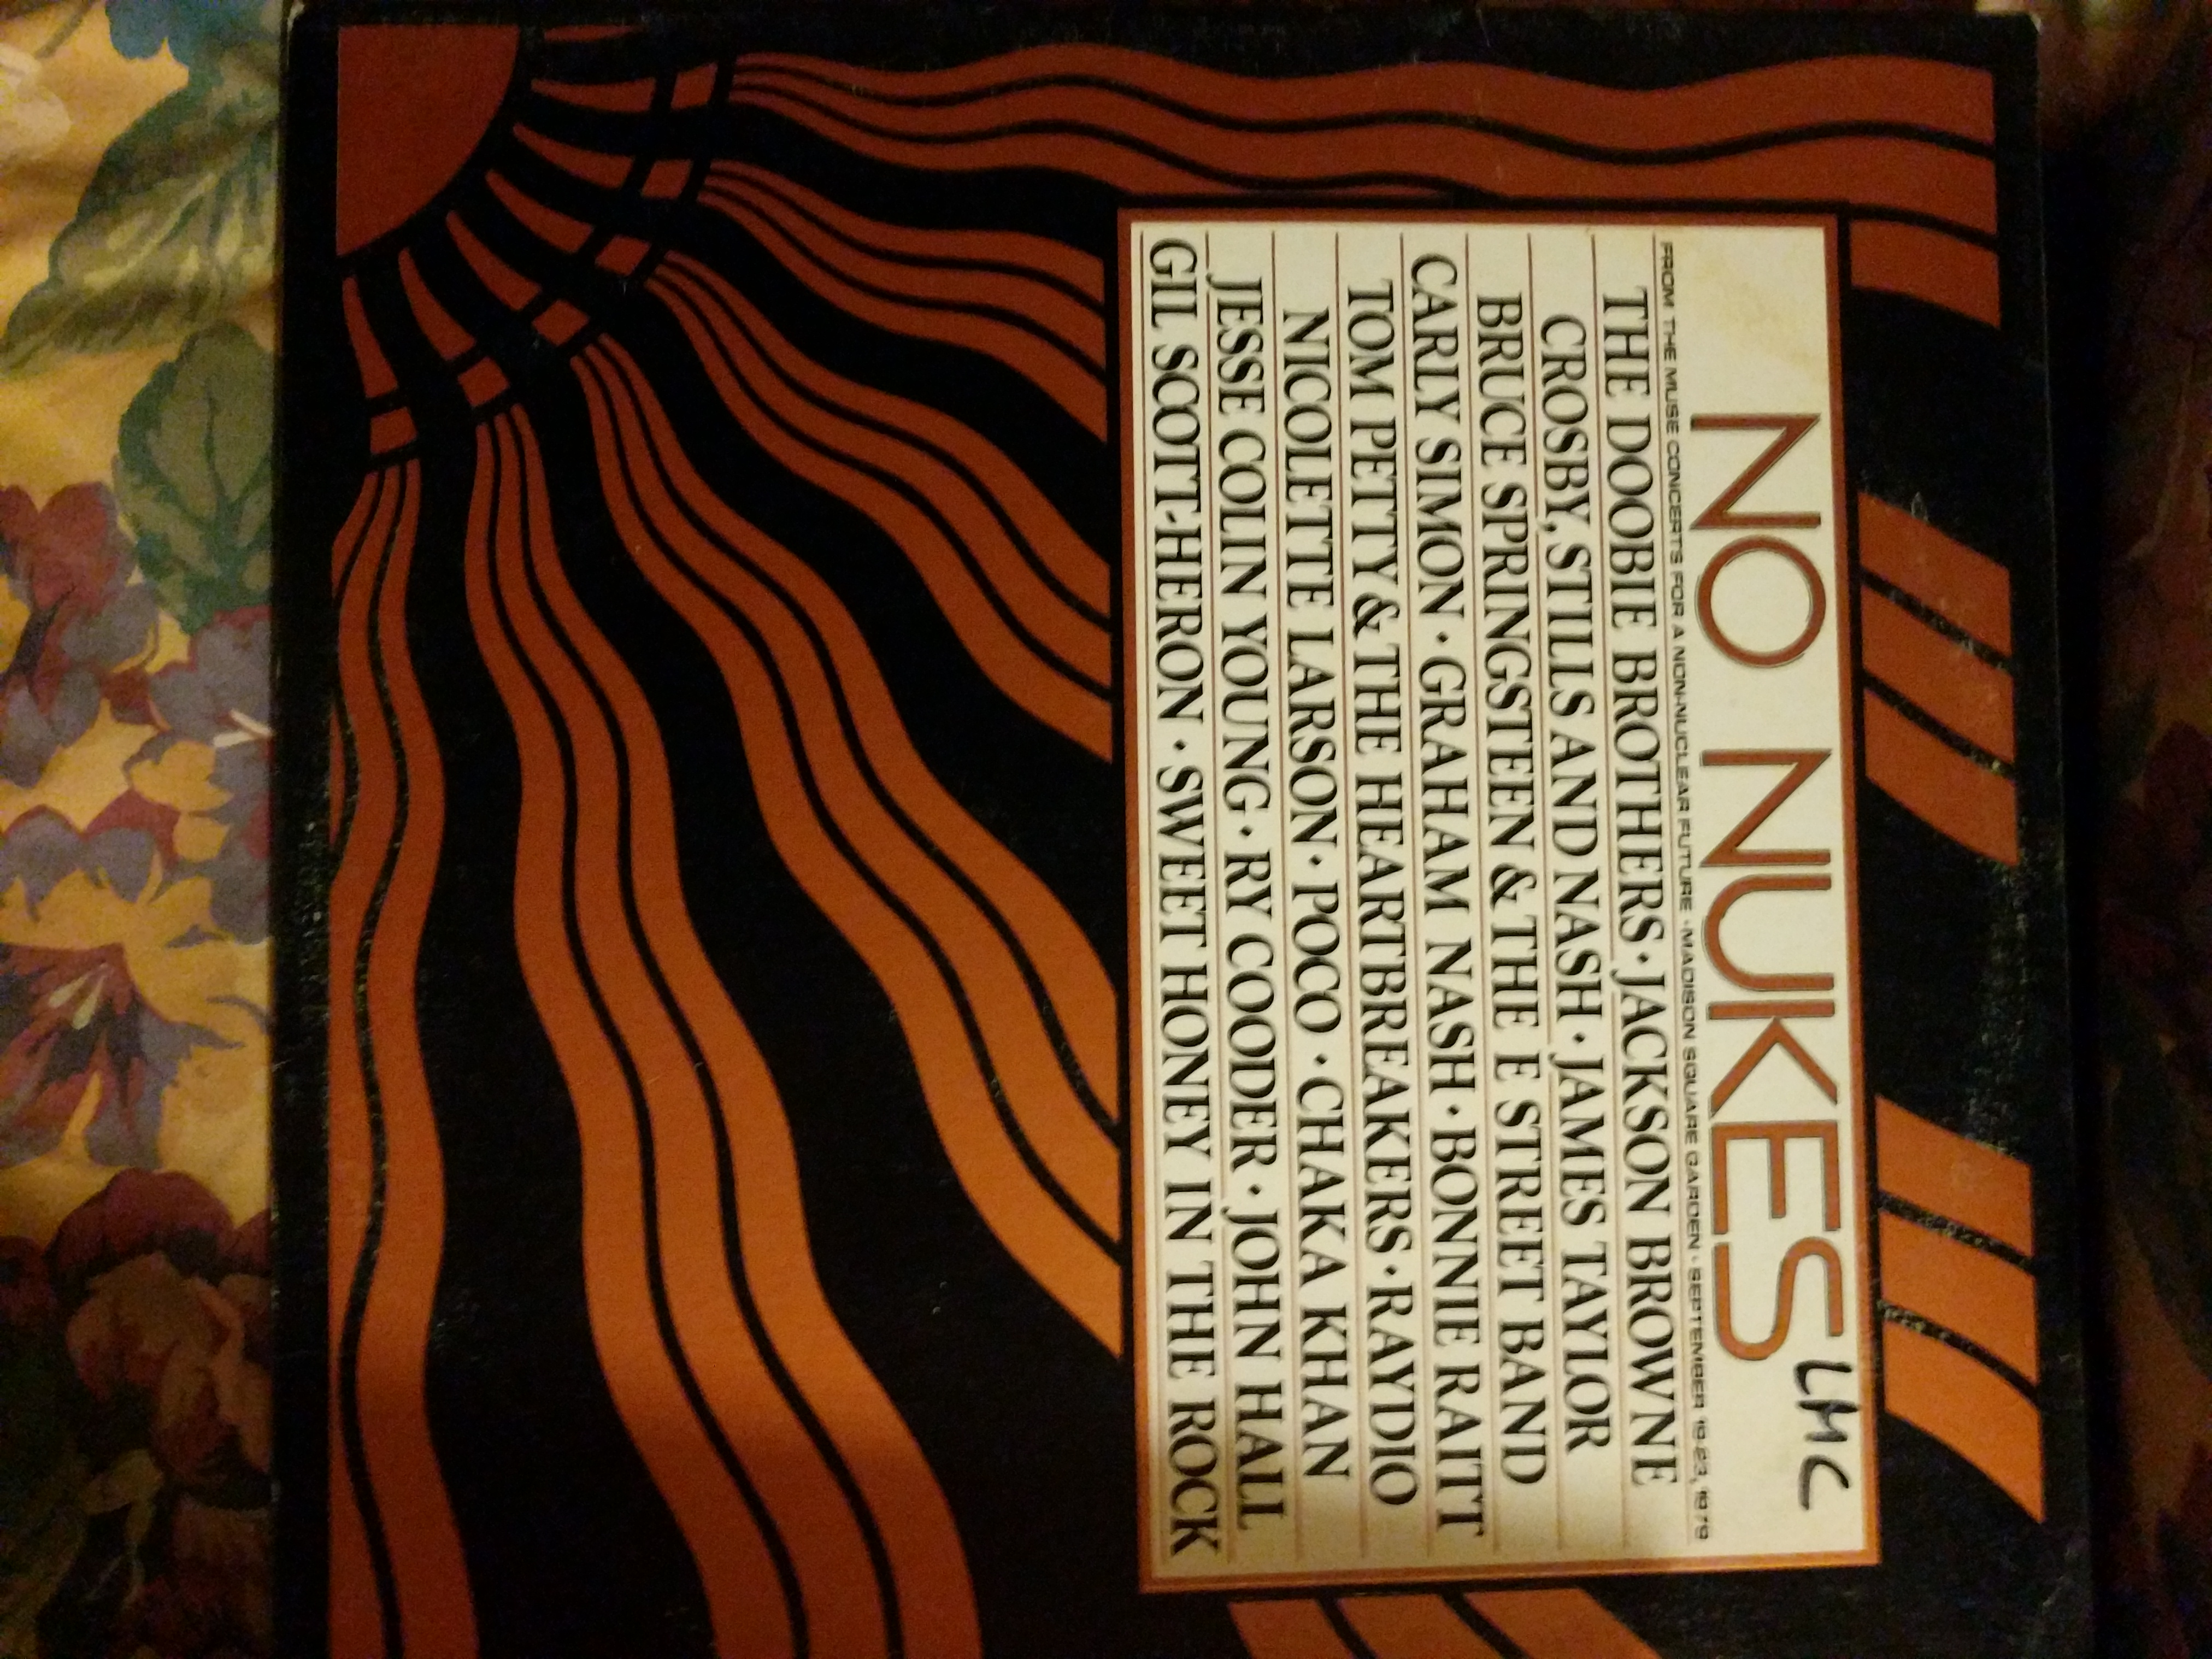 NO NUKES LMC
FROM THE MUSE CONCERTS FOR A NON-NUCLEAR FUTURE · MADISON SQUARE GARDEN · SEPTEMBER 19-23, 1979
THE DOOBIE BROTHERS · JACKSON BROWNE
CROSBY, STILLS AND NASH · JAMES TAYLOR
BRUCE SPRINGSTEEN & THE E STREET BAND
CARLY SIMON · GRAHAM NASH · BONNIE RAITT
TOM PETTY & THE HEARTBREAKERS · RAYDIO
NICOLETTE LARSON · POCO · CHAKA KHAN
JESSE COLIN YOUNG · RY COODER · JOHN HALL
GIL SCOTT-HERON · SWEET HONEY IN THE ROCK